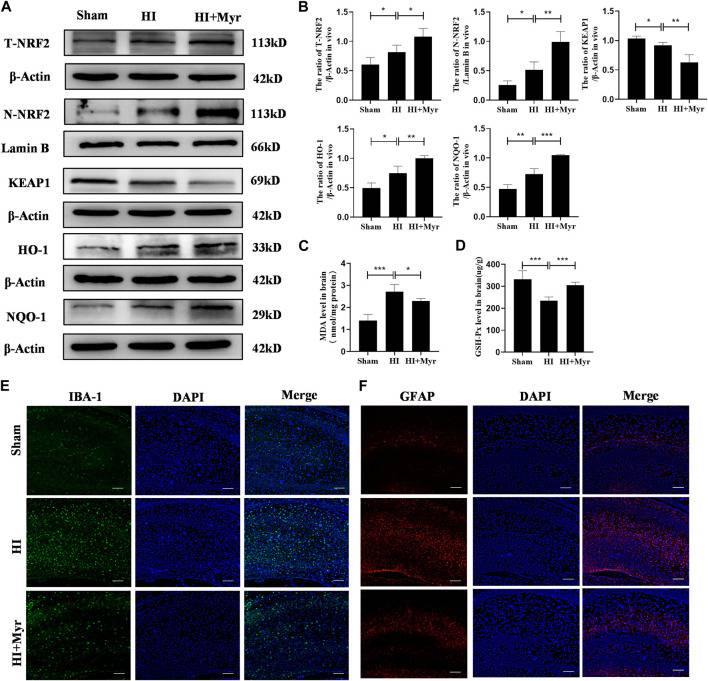 A
Sham HI HI+Myr
T-NRF2 113kD
β-Actin 42kD
N-NRF2 113kD
Lamin B 66kD
KEAP1 69kD
β-Actin 42kD
HO-1 33kD
β-Actin 42kD
NQO-1 29kD
β-Actin 42kD
B
The ratio of T-NRF2
/β-Actin in vivo
1.5
1.0
0.5
0.0
* *
Sham HI HI+Myr
The ratio of N-NRF2
/Lamin B in vivo
1.5
1.0
0.5
0.0
* **
Sham HI HI+Myr
The ratio of KEAP1
/β-Actin in vivo
1.5
1.0
0.5
0.0
* **
Sham HI HI+Myr
The ratio of HO-1
/β-Actin in vivo
1.5
1.0
0.5
0.0
* **
Sham HI HI+Myr
The ratio of NQO-1
/β-Actin in vivo
1.5
1.0
0.5
0.0
** ***
Sham HI HI+Myr
C
MDA level in brain
( nmol/mg protein)
4
3
2
1
0
*** *
Sham HI HI+Myr
D
GSH-Px level in brain(ug/g)
400
300
200
100
0
*** ***
Sham HI HI+Myr
E
IBA-1 DAPI Merge
Sham
HI
HI+Myr
F
GFAP DAPI Merge